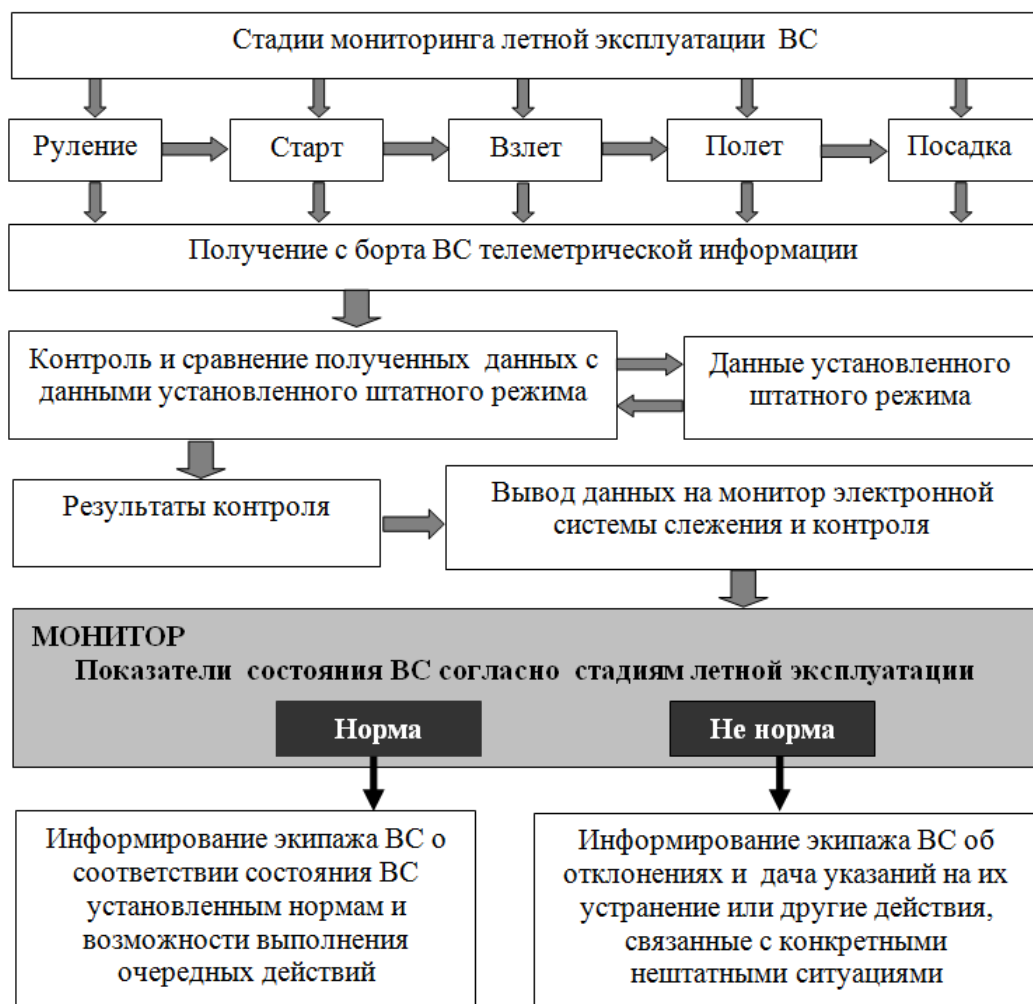 Стадии мониторинга летной эксплуатации ВС
Руление
Старт
Взлет
Полет
Посадка
Получение с борта ВС телеметрической информации
Контроль и сравнение полученных данных с
данными установленного штатного режима
Данные установленного
штатного режима
Результаты контроля
Вывод данных на монитор электронной
системы слежения и контроля
МОНИТОР
Показатели состояния ВС согласно стадиям летной эксплуатации
Норма
Не норма
Информирование экипажа ВС о
соответствии состояния ВС
установленным нормам и
возможности выполнения
очередных действий
Информирование экипажа ВС об
отклонениях и дача указаний на их
устранение или другие действия,
связанные с конкретными
нештатными ситуациями